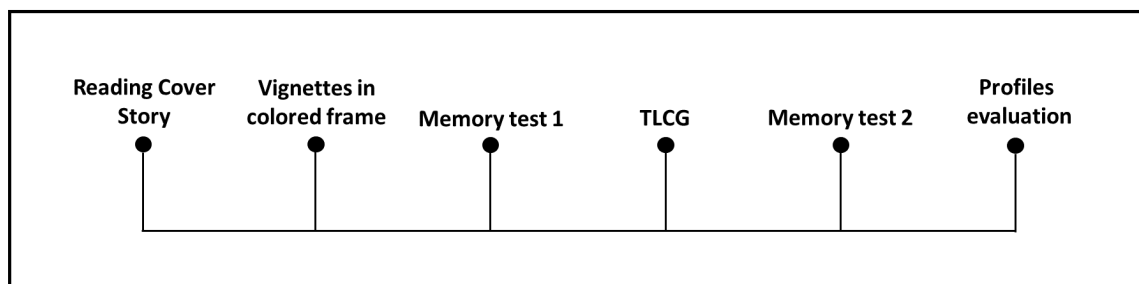 Reading Cover
Story
Vignettes in
colored frame
Memory test 1
TLCG
Memory test 2
Profiles
evaluation